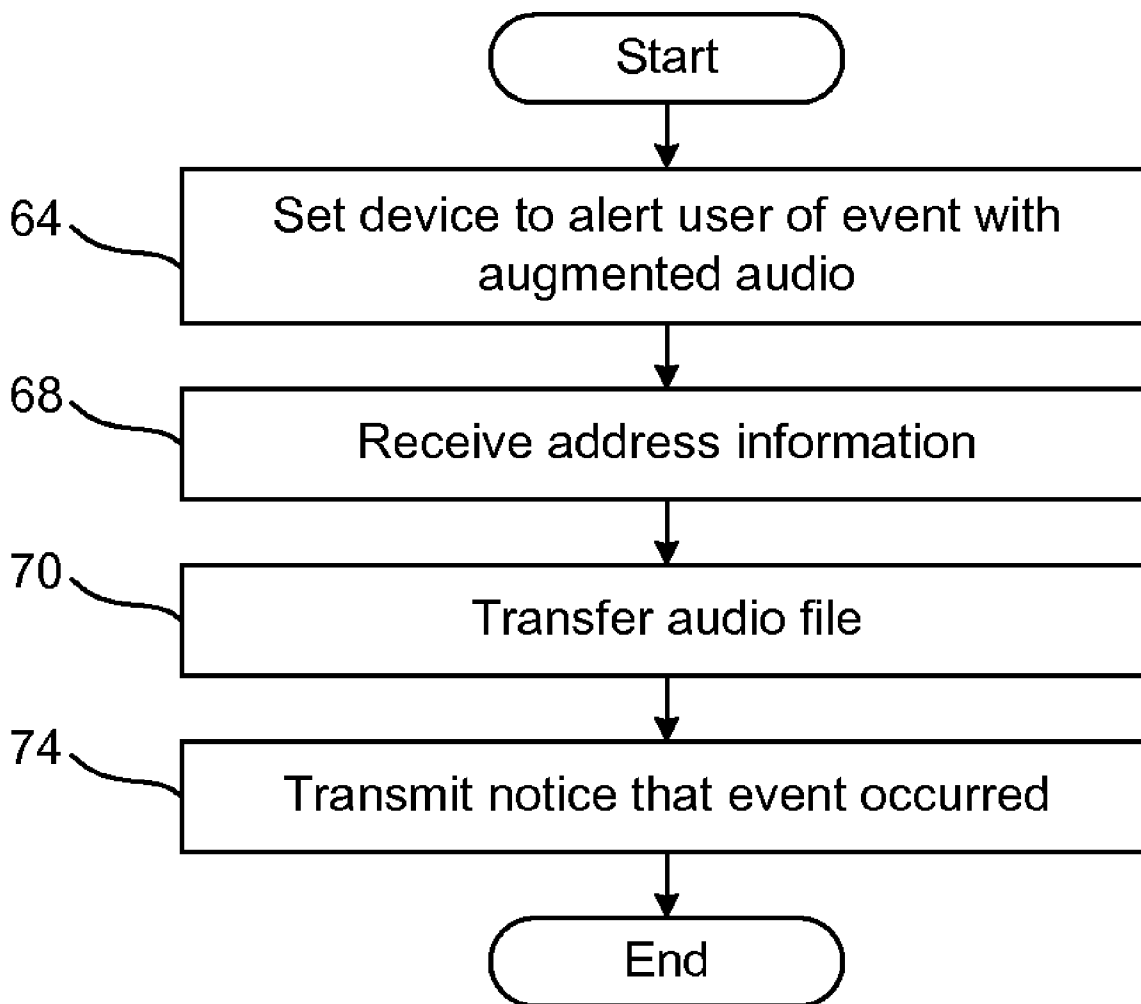 Start
64
Set device to alert user of event with
augmented audio
68
Receive address information
70
Transfer audio file
74
Transmit notice that event occurred
End